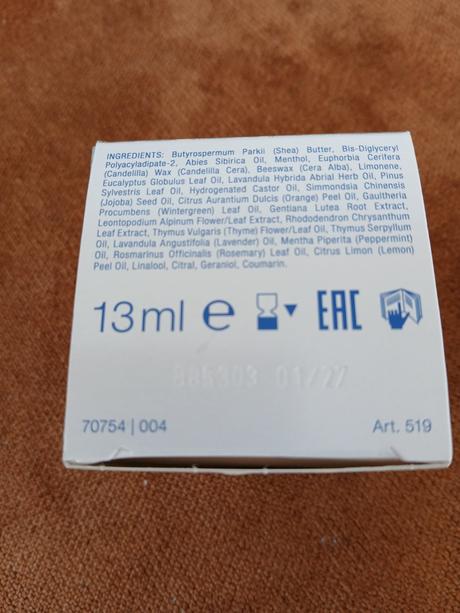 INGREDIENTS: Butyrospermum Parkii (Shea) Butter, Bis-Diglyceryl
Polyacyladipate-2, Abies Sibirica Oil, Menthol, Euphorbia Cerifera
(Candelilla) Wax (Candelilla Cera), Beeswax (Cera Alba), Limonene,
Eucalyptus Globulus Leaf Oil, Lavandula Hybrida Abrial Herb Oil, Pinus
Sylvestris Leaf Oil, Hydrogenated Castor Oil, Simmondsia Chinensis
(Jojoba) Seed Oil, Citrus Aurantium Dulcis (Orange) Peel Oil, Gaultheria
Procumbens (Wintergreen) Leaf Oil, Gentiana Lutea Root Extract,
Leontopodium Alpinum Flower/Leaf Extract, Rhododendron Chrysanthum
Leaf Extract, Thymus Vulgaris (Thyme) Flower/Leaf Oil, Thymus Serpyllum
Oil, Lavandula Angustifolia (Lavender) Oil, Mentha Piperita (Peppermint)
Oil, Rosmarinus Officinalis (Rosemary) Leaf Oil, Citrus Limon (Lemon)
Peel Oil, Linalool, Citral, Geraniol, Coumarin.
13ml e EAC
01/27
70754 | 004 Art. 519